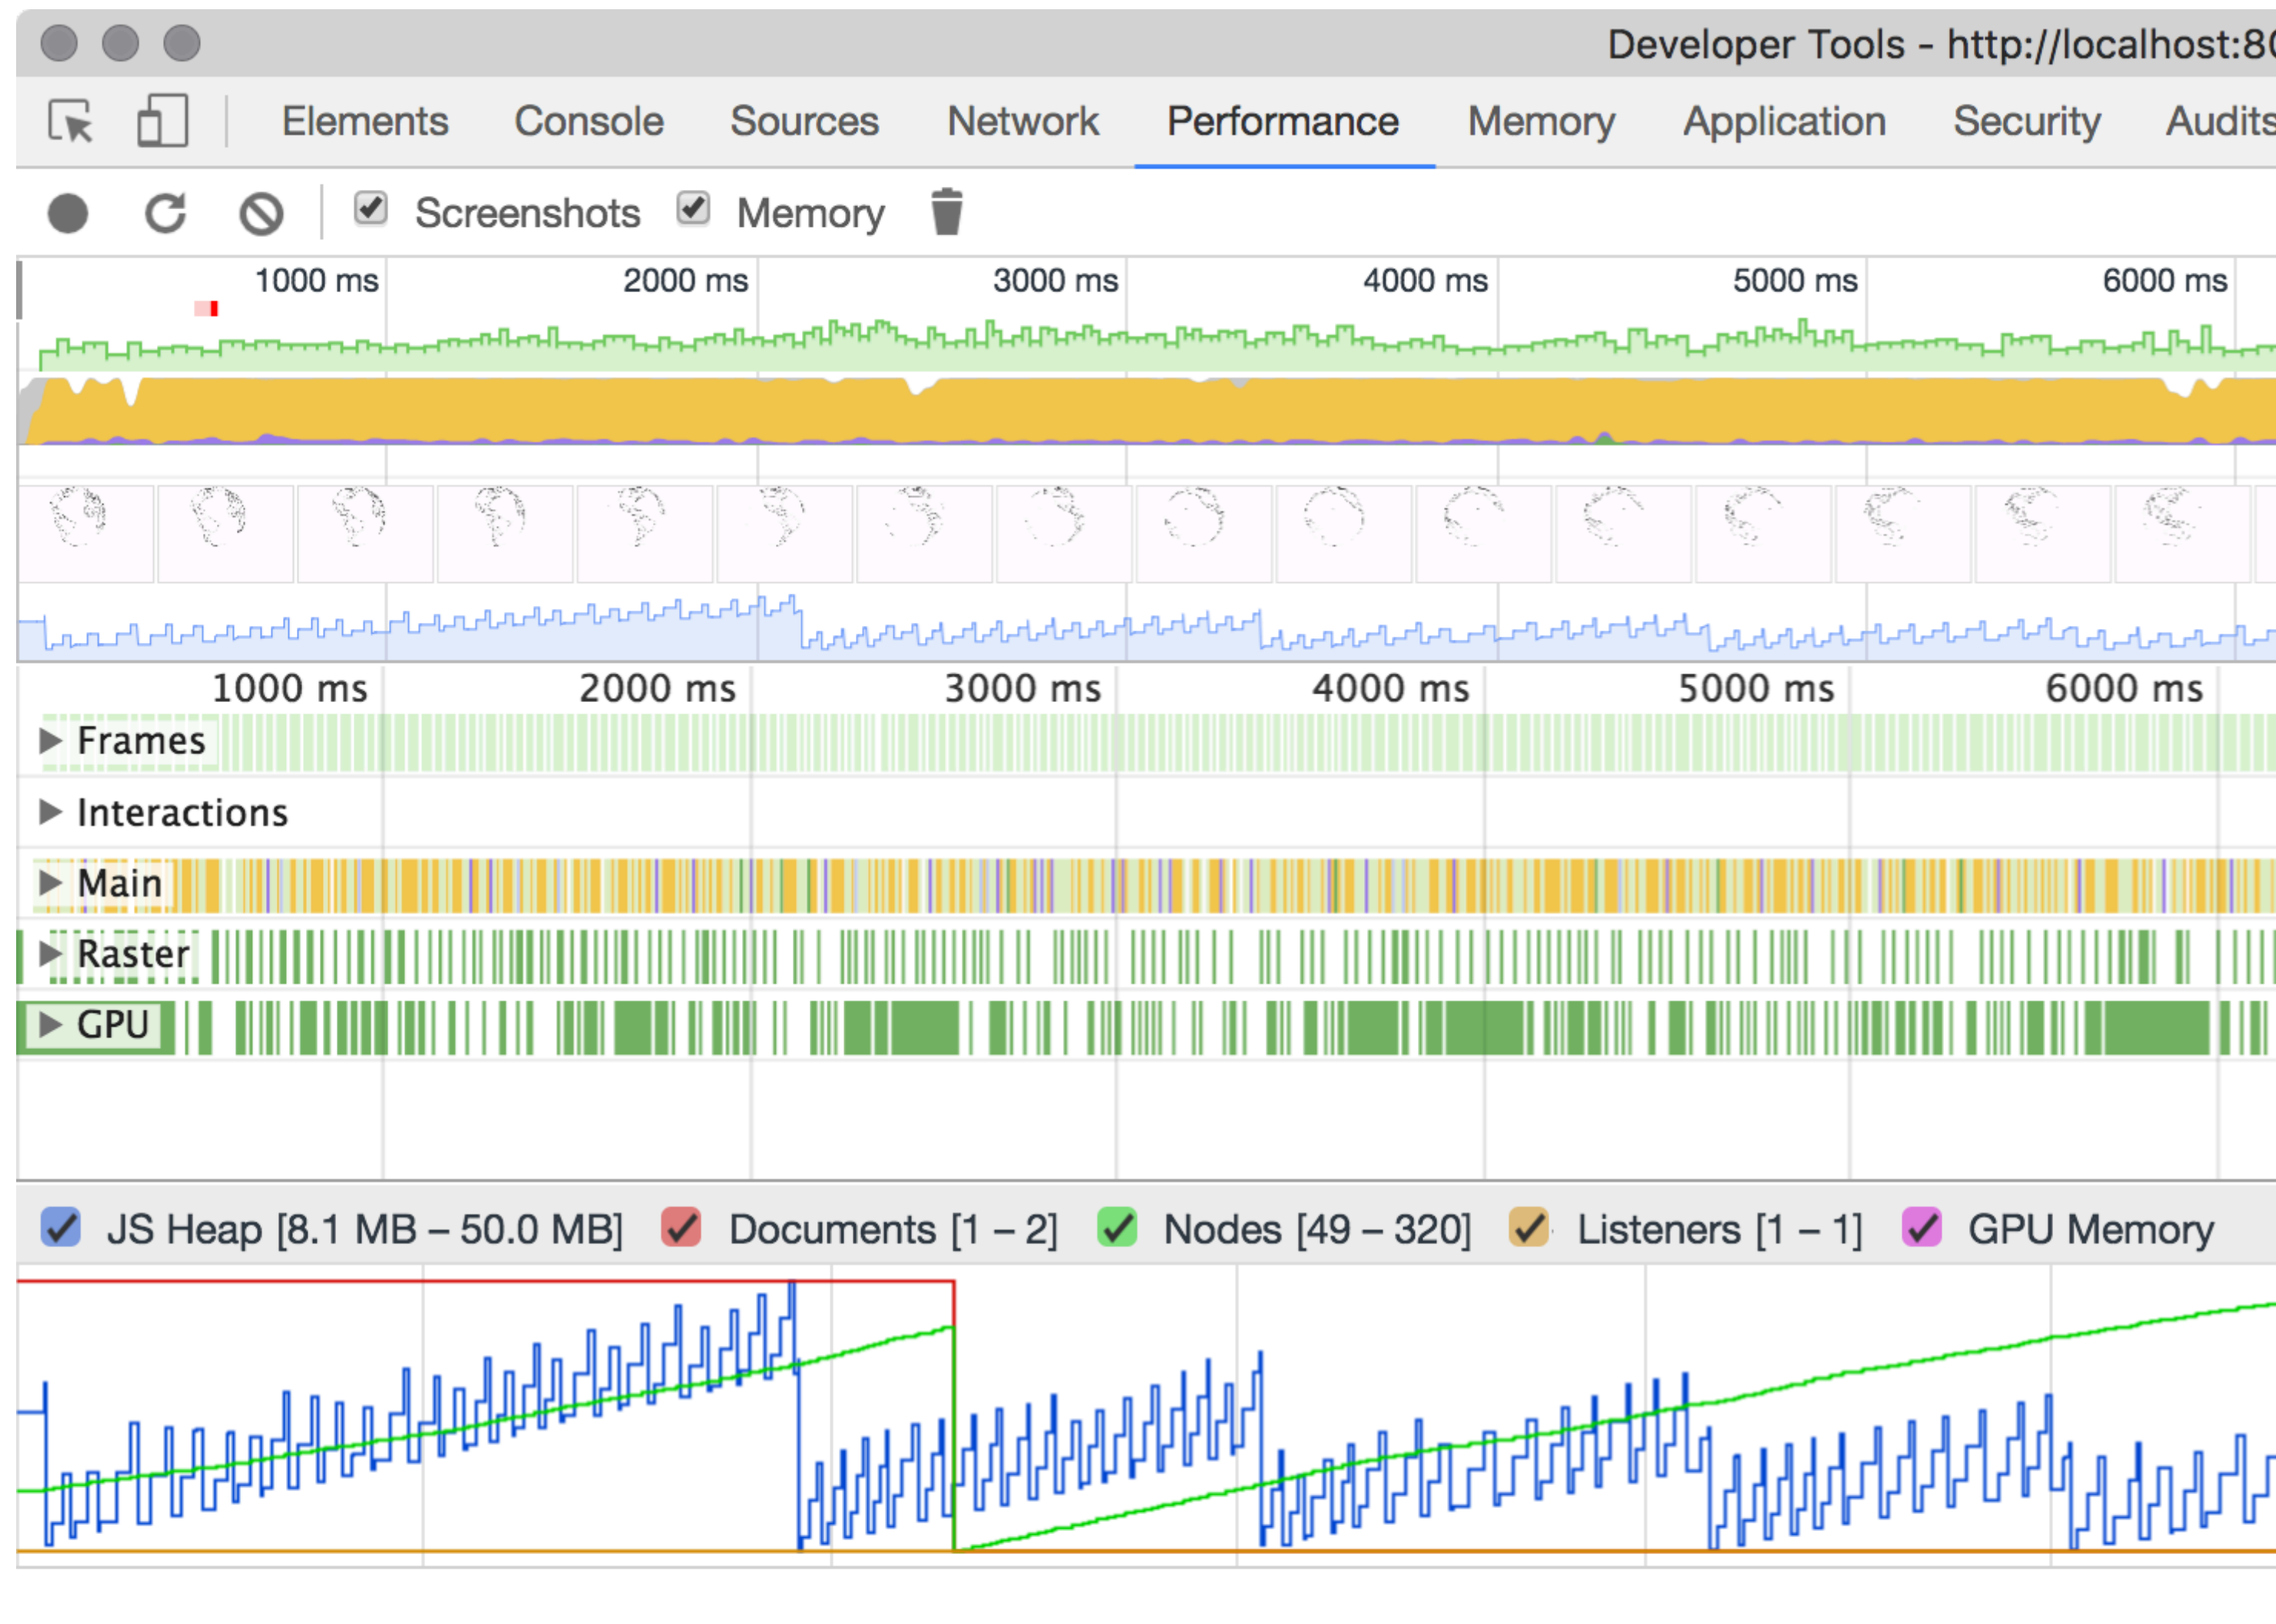 Developer Tools - http://localhost:80
Elements Console Sources Network Performance Memory Application Security Audits
Screenshots Memory
1000 ms 2000 ms 3000 ms 4000 ms 5000 ms 6000 ms
1000 ms 2000 ms 3000 ms 4000 ms 5000 ms 6000 ms
Frames
Interactions
Main
Raster
GPU
JS Heap [8.1 MB – 50.0 MB] Documents [1 – 2] Nodes [49 – 320] Listeners [1 – 1] GPU Memory